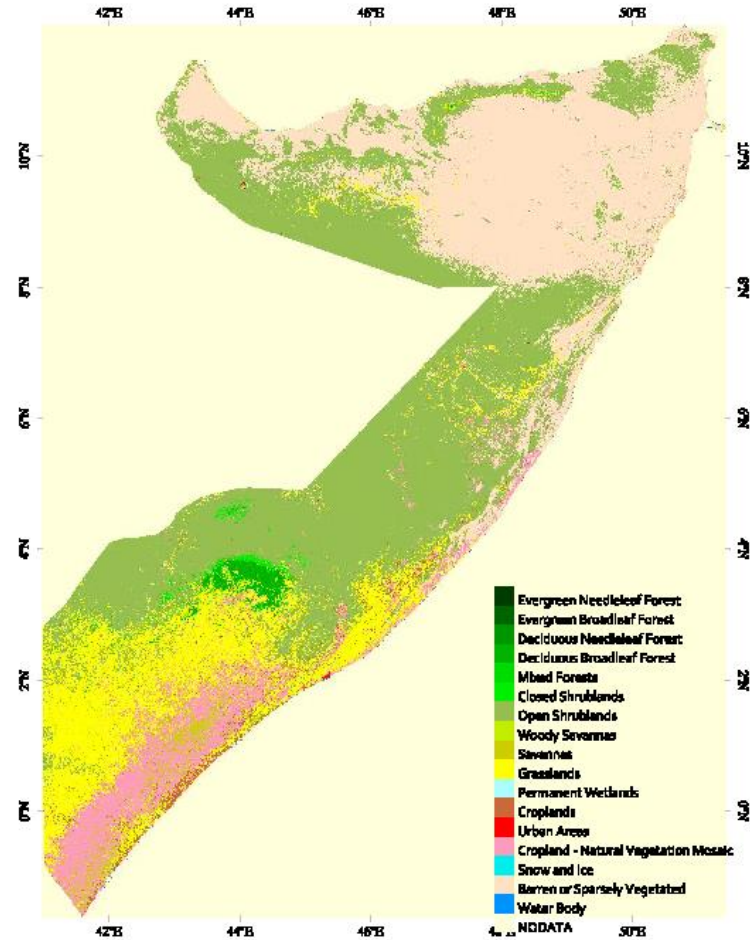 42°E 44°E 46°E 48°E 50°E
10°N 10°N
8°N 8°N
6°N 6°N
4°N 4°N
Evergreen Needleleaf Forest
Evergreen Broadleaf Forest
Deciduous Needleleaf Forest
Deciduous Broadleaf Forest
2°N 2°N
Mixed Forests
Closed Shrublands
Open Shrublands
Woody Savannas
Savannas
Grasslands
Permanent Wetlands
0°N 0°N
Croplands
Urban Areas
Cropland - Natural Vegetation Mosaic
Snow and Ice
Barren or Sparsely Vegetated
Water Body
NODATA
42°E 44°E 46°E 50°E